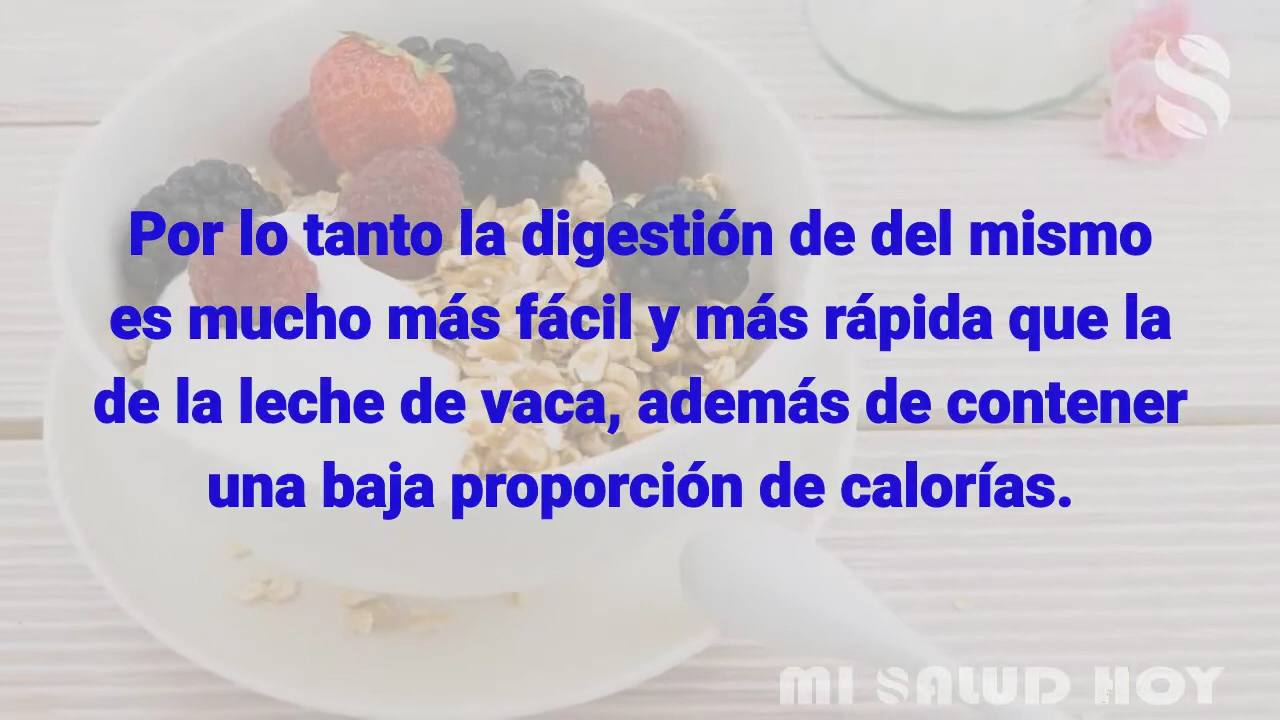 Por lo tanto la digestión de del mismo
es mucho más fácil y más rápida que la
de la leche de vaca, además de contener
una baja proporción de calorías.
MI SALUD HOY